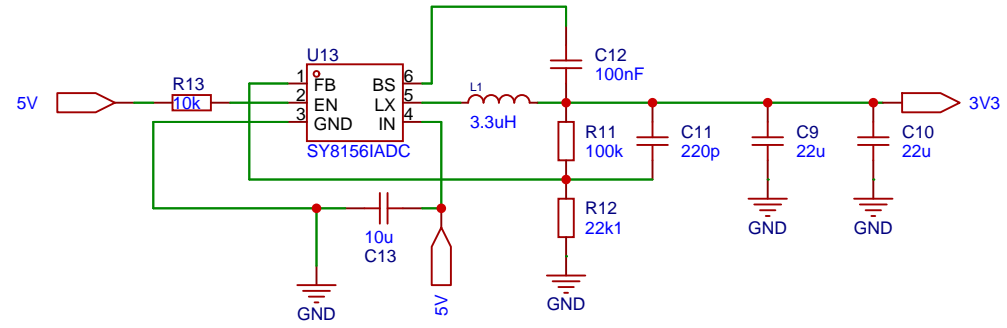 U13
C12
100nF
R13
10k
5V
1
FB
BS
6
2
EN
LX
5
3
GND
IN
4
SY8156IADC
L1
3.3uH
3V3
R11
100k
C11
220p
C9
22u
C10
22u
R12
22k1
10u
C13
GND
GND
GND
5V
GND
GND